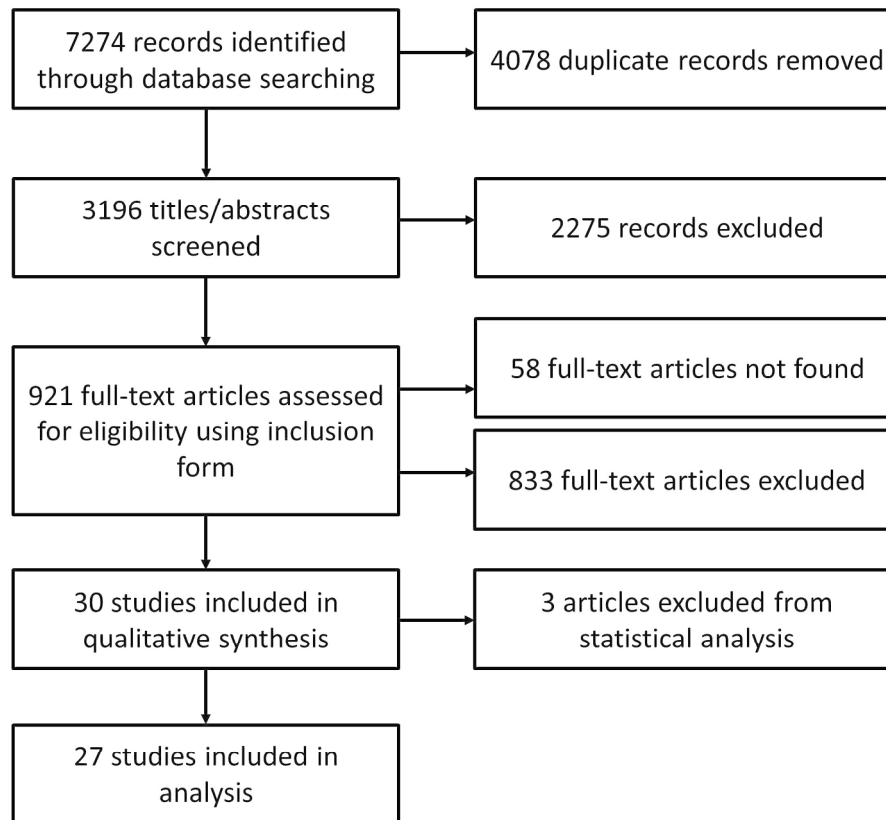 7274 records identified
through database searching
4078 duplicate records removed
3196 titles/abstracts
screened
2275 records excluded
921 full-text articles assessed
for eligibility using inclusion
form
58 full-text articles not found
833 full-text articles excluded
30 studies included in
qualitative synthesis
3 articles excluded from
statistical analysis
27 studies included in
analysis